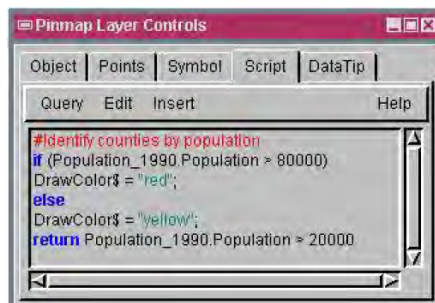 Pinmap Layer Controls
Object Points Symbol Script DataTip
Query Edit Insert Help
#Identify counties by population
if (Population_1990.Population > 80000)
DrawColor$ = "red";
else
DrawColor$ = "yellow";
return Population_1990.Population > 20000